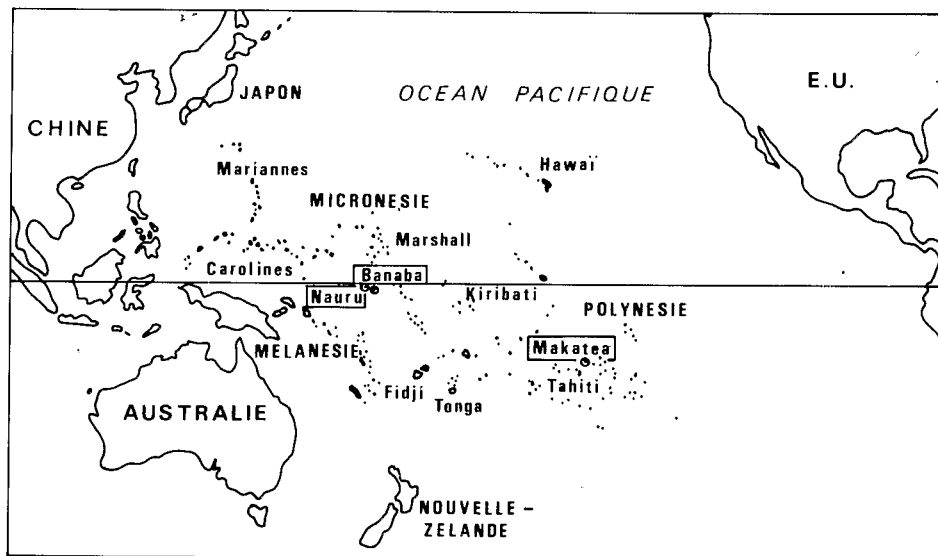 E.U.
JAPON
OCEAN PACIFIQUE
CHINE
Mariannes
Hawaï
MICRONESIE
Marshall
Carolines
Banaba
Nauru
Kiribati
POLYNESIE
MELANESIE
Makatea
Fidji
Tonga
Tahiti
AUSTRALIE
NOUVELLE –
ZELANDE